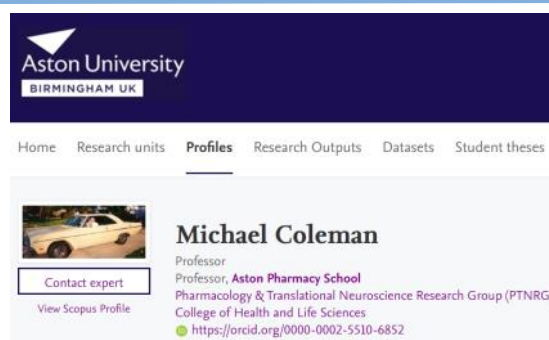 Aston University
BIRMINGHAM UK
Home Research units Profiles Research Outputs Datasets Student theses
Michael Coleman
Professor
Professor, Aston Pharmacy School
Pharmacology & Translational Neuroscience Research Group (PTNRG
College of Health and Life Sciences
https://orcid.org/0000-0002-5510-6852
Contact expert
View Scopus Profile